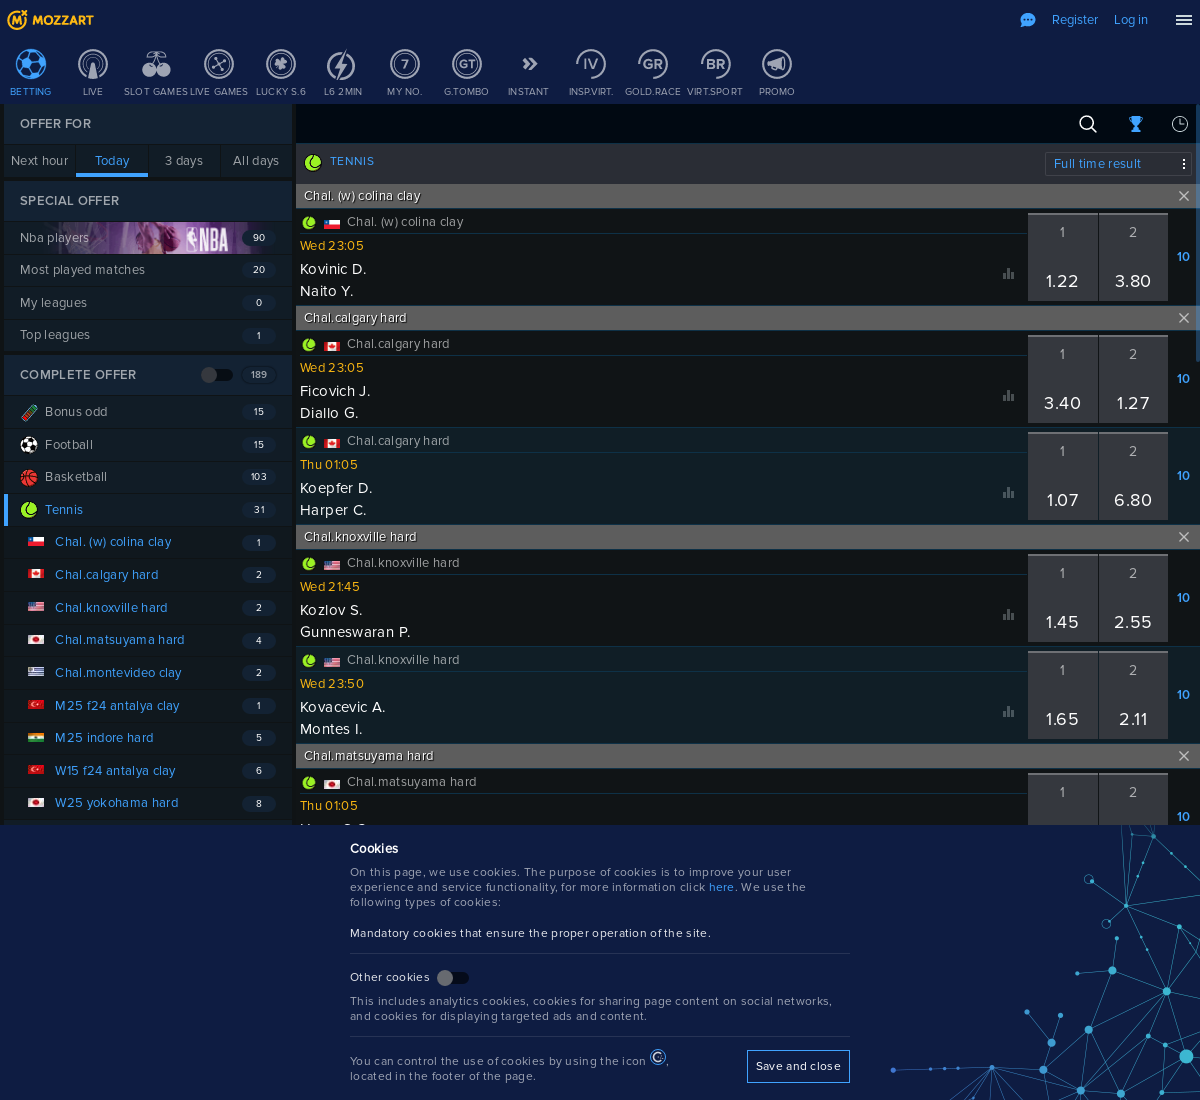 MOZZART
Register
Log in
BETTING
LIVE
SLOT GAMES
LIVE GAMES
LUCKY S.6
L6 2MIN
7
MY NO.
GT
G.TOMBO
INSTANT
IV
INSP.VIRT.
GR
GOLD.RACE
BR
VIRT.SPORT
PROMO
OFFER FOR
Next hour
Today
3 days
All days
SPECIAL OFFER
Nba players
NBA
90
Most played matches
20
My leagues
0
Top leagues
1
COMPLETE OFFER
189
Bonus odd
15
Football
15
Basketball
103
Tennis
31
Chal. (w) colina clay
1
Chal.calgary hard
2
Chal.knoxville hard
2
Chal.matsuyama hard
4
Chal.montevideo clay
2
M25 f24 antalya clay
1
M25 indore hard
5
W15 f24 antalya clay
6
W25 yokohama hard
8
TENNIS
Full time result
Chal. (w) colina clay
Chal. (w) colina clay
Wed 23:05
Kovinic D.
Naito Y.
1
1.22
2
3.80
10
Chal.calgary hard
Chal.calgary hard
Wed 23:05
Ficovich J.
Diallo G.
1
3.40
2
1.27
10
Chal.calgary hard
Thu 01:05
Koepfer D.
Harper C.
1
1.07
2
6.80
10
Chal.knoxville hard
Chal.knoxville hard
Wed 21:45
Kozlov S.
Gunneswaran P.
1
1.45
2
2.55
10
Chal.knoxville hard
Wed 23:50
Kovacevic A.
Montes I.
1
1.65
2
2.11
10
Chal.matsuyama hard
Chal.matsuyama hard
Thu 01:05
1
2
10
Cookies
On this page, we use cookies. The purpose of cookies is to improve your user
experience and service functionality, for more information click here. We use the
following types of cookies:
Mandatory cookies that ensure the proper operation of the site.
Other cookies
This includes analytics cookies, cookies for sharing page content on social networks,
and cookies for displaying targeted ads and content.
You can control the use of cookies by using the icon ,
located in the footer of the page.
Save and close